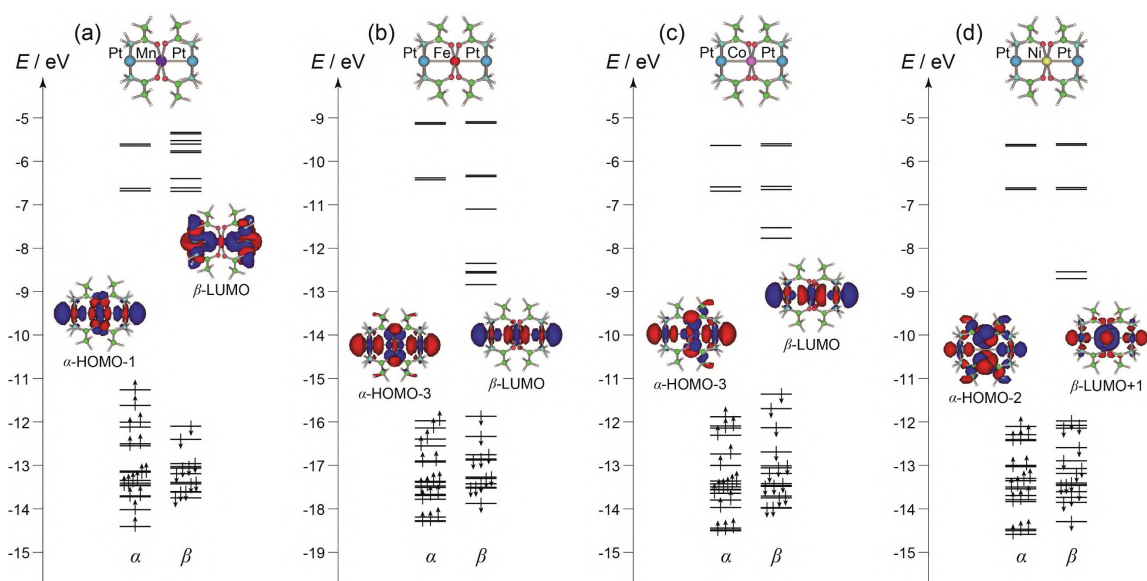 (a)
Pt Mn Pt
E / eV
-5
-6
-7
-8
-9
-10
-11
-12
-13
-14
-15
β-LUMO
α-HOMO-1
α β
(b)
Pt Fe Pt
E / eV
-9
-10
-11
-12
-13
-14
-15
-16
-17
-18
-19
α-HOMO-3
β-LUMO
α β
(c)
Pt Co Pt
E / eV
-5
-6
-7
-8
-9
-10
-11
-12
-13
-14
-15
β-LUMO
α-HOMO-3
α β
(d)
Pt Ni Pt
E / eV
-5
-6
-7
-8
-9
-10
-11
-12
-13
-14
-15
α-HOMO-2
β-LUMO+1
α β